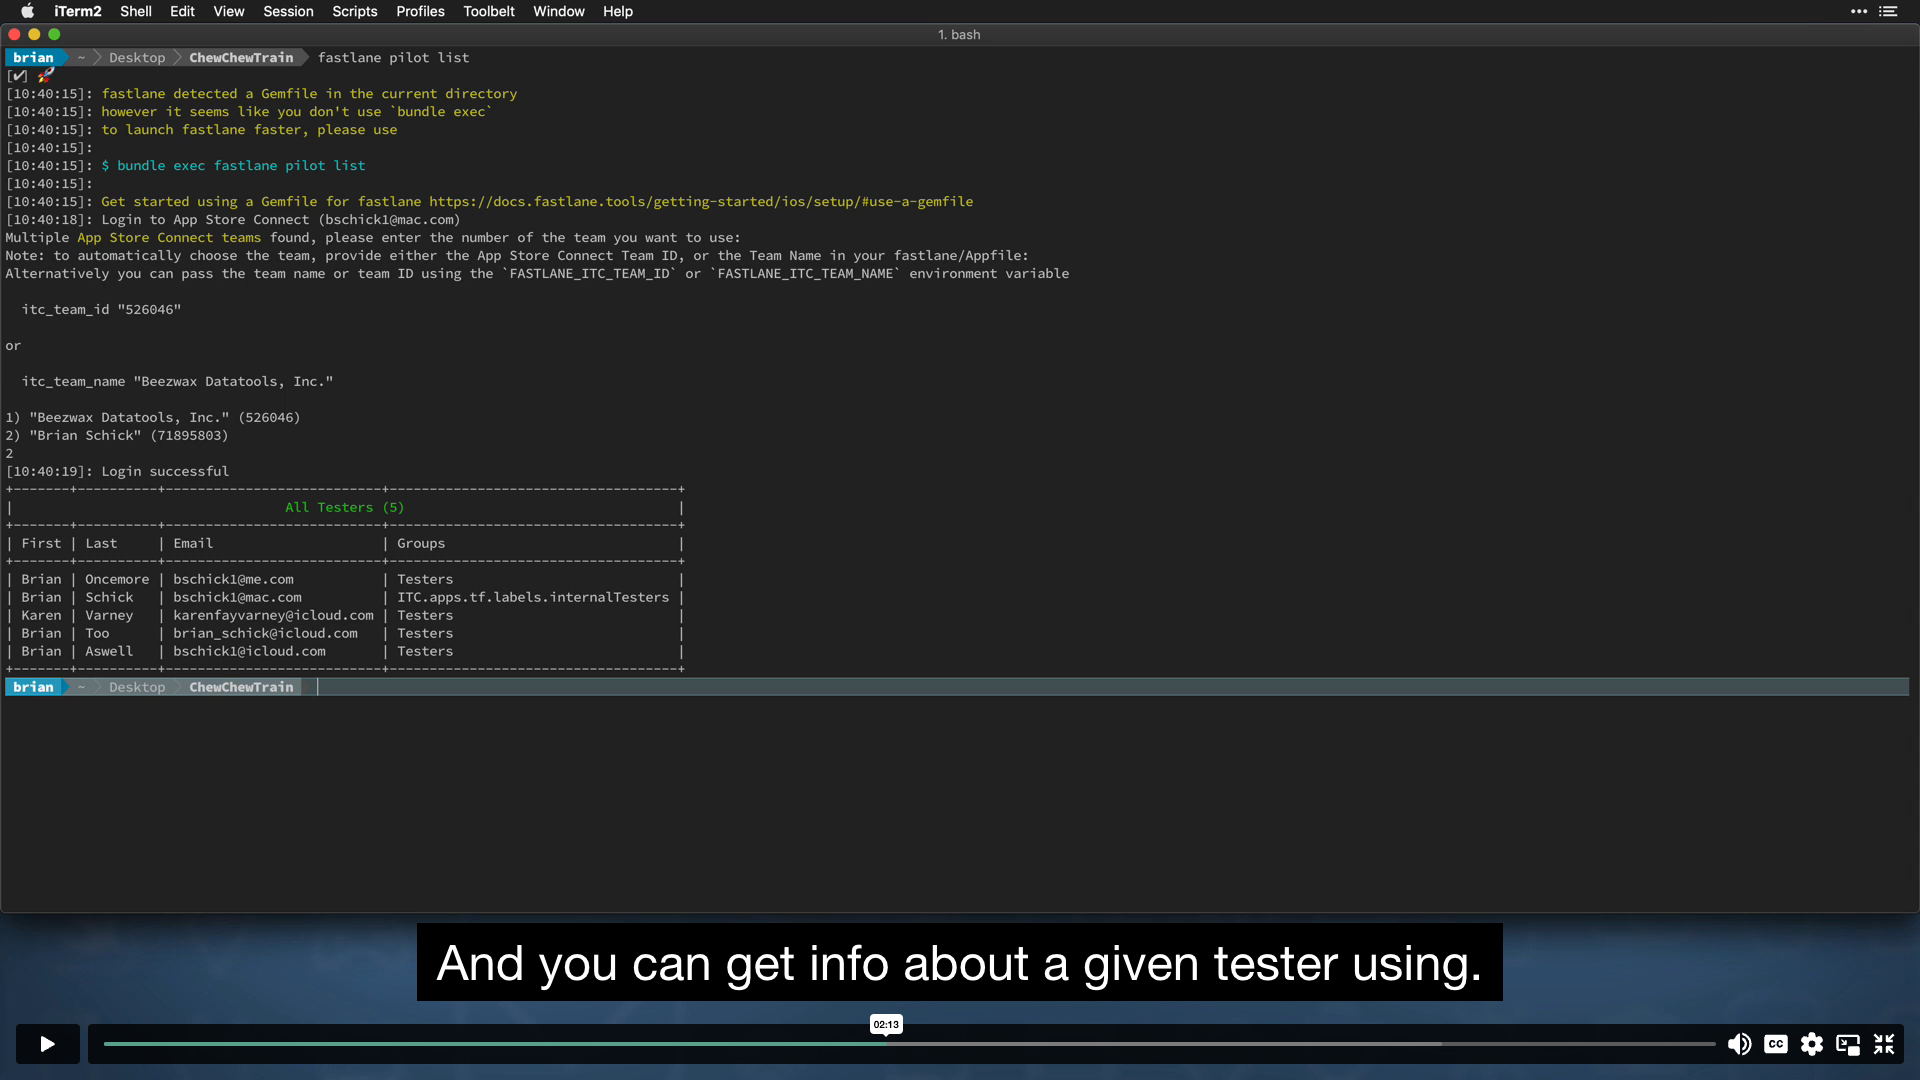 iTerm2 Shell Edit View Session Scripts Profiles Toolbelt Window Help
1. bash
brian ~ Desktop ChewChewTrain fastlane pilot list
[✔] 🚀
[10:40:15]: fastlane detected a Gemfile in the current directory
[10:40:15]: however it seems like you don't use `bundle exec`
[10:40:15]: to launch fastlane faster, please use
[10:40:15]:
[10:40:15]: $ bundle exec fastlane pilot list
[10:40:15]:
[10:40:15]: Get started using a Gemfile for fastlane https://docs.fastlane.tools/getting-started/ios/setup/#use-a-gemfile
[10:40:18]: Login to App Store Connect (bschick1@mac.com)
Multiple App Store Connect teams found, please enter the number of the team you want to use:
Note: to automatically choose the team, provide either the App Store Connect Team ID, or the Team Name in your fastlane/Appfile:
Alternatively you can pass the team name or team ID using the `FASTLANE_ITC_TEAM_ID` or `FASTLANE_ITC_TEAM_NAME` environment variable
itc_team_id "526046"
or
itc_team_name "Beezwax Datatools, Inc."
1) "Beezwax Datatools, Inc." (526046)
2) "Brian Schick" (71895803)
2
[10:40:19]: Login successful
+-------+----------+---------------------------+------------------------------------+
| All Testers (5) |
+-------+----------+---------------------------+------------------------------------+
| First | Last | Email | Groups |
+-------+----------+---------------------------+------------------------------------+
| Brian | Oncemore | bschick1@me.com | Testers |
| Brian | Schick | bschick1@mac.com | ITC.apps.tf.labels.internalTesters |
| Karen | Varney | karenfayvarney@icloud.com | Testers |
| Brian | Too | brian_schick@icloud.com | Testers |
| Brian | Aswell | bschick1@icloud.com | Testers |
+-------+----------+---------------------------+------------------------------------+
brian ~ Desktop ChewChewTrain
And you can get info about a given tester using.
02:13
CC